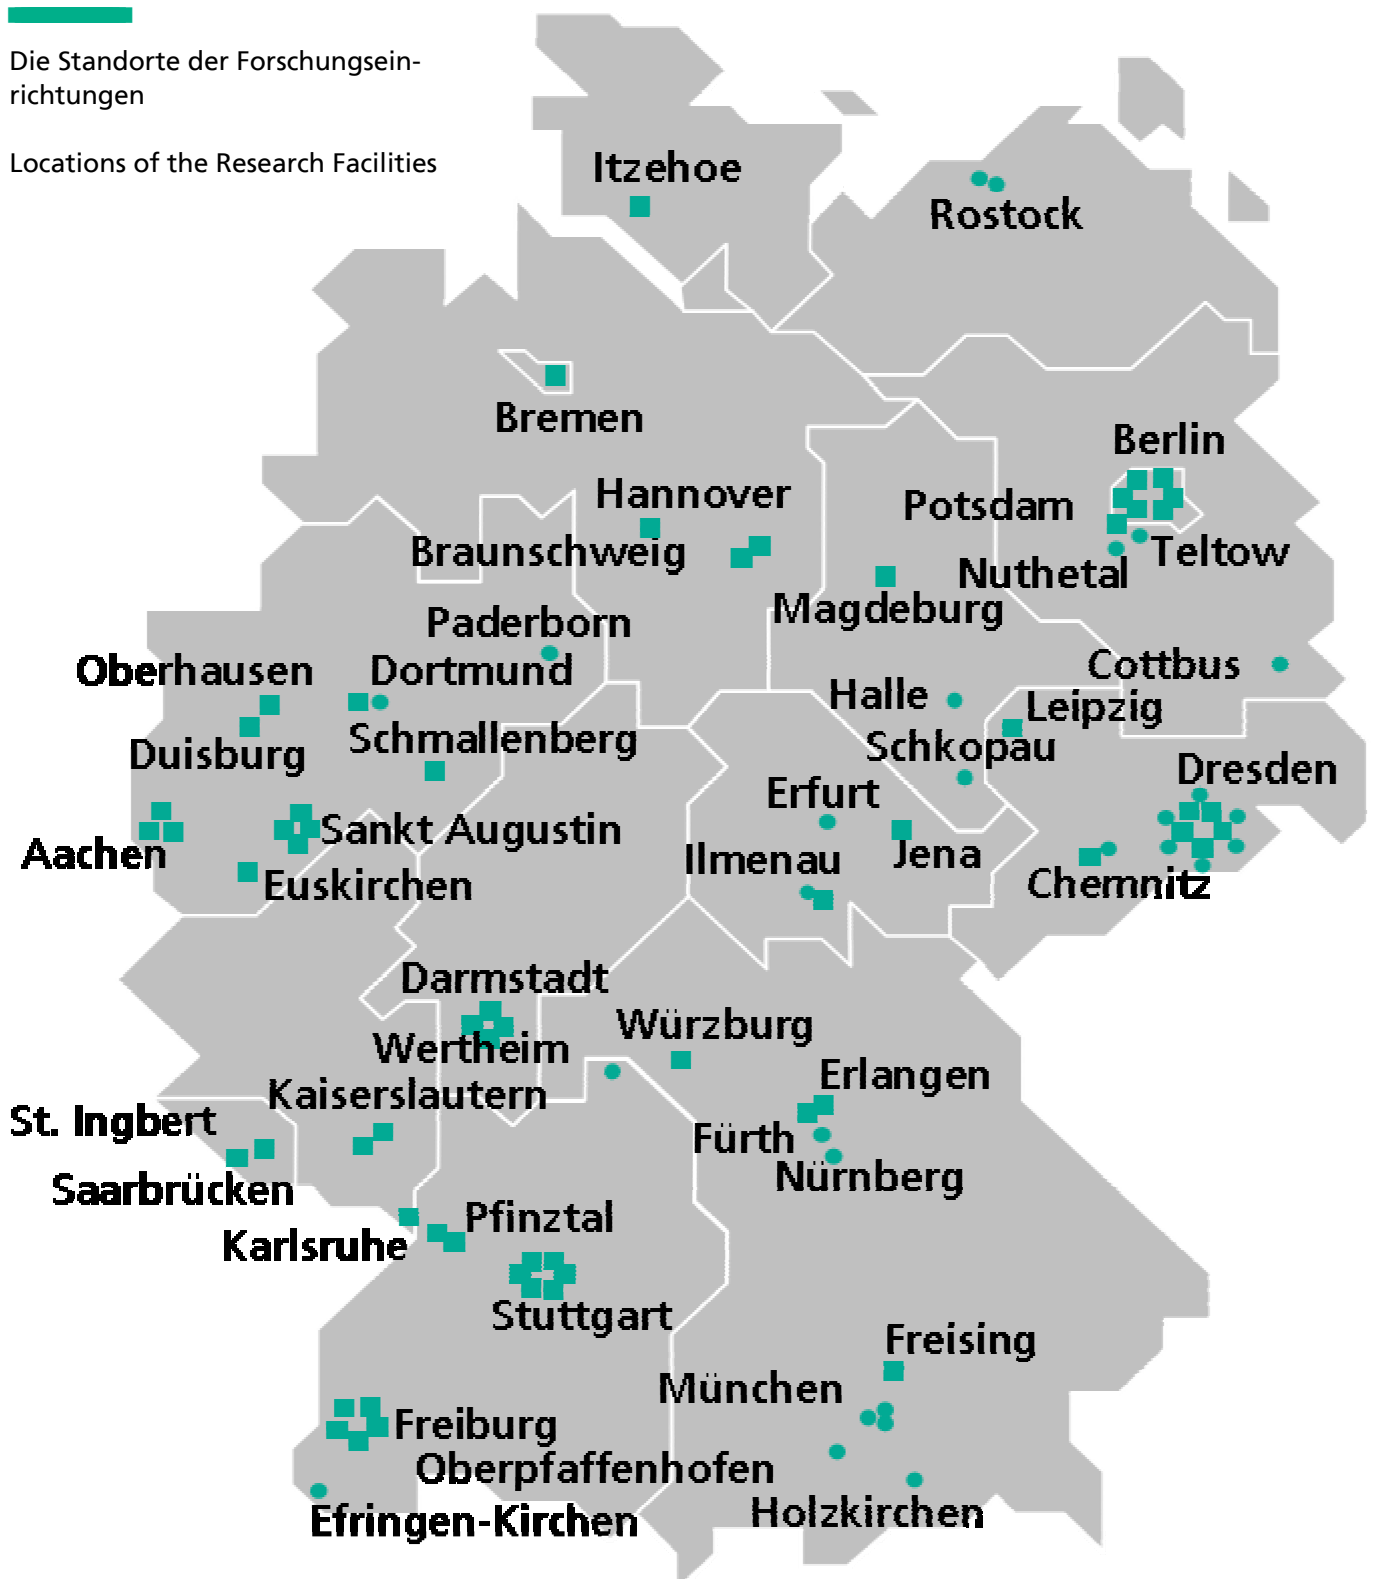 Die Standorte der Forschungsein-
richtungen
Locations of the Research Facilities
Itzehoe
Rostock
Bremen
Berlin
Hannover
Potsdam
Braunschweig
Teltow
Nuthetal
Magdeburg
Paderborn
Oberhausen
Dortmund
Cottbus
Halle
Leipzig
Schmallenberg
Schkopau
Duisburg
Dresden
Erfurt
Sankt Augustin
Aachen
Ilmenau
Jena
Euskirchen
Chemnitz
Darmstadt
Würzburg
Wertheim
Erlangen
Kaiserslautern
St. Ingbert
Fürth
Nürnberg
Saarbrücken
Pfinztal
Karlsruhe
Stuttgart
Freising
München
Freiburg
Oberpfaffenhofen
Holzkirchen
Efringen-Kirchen